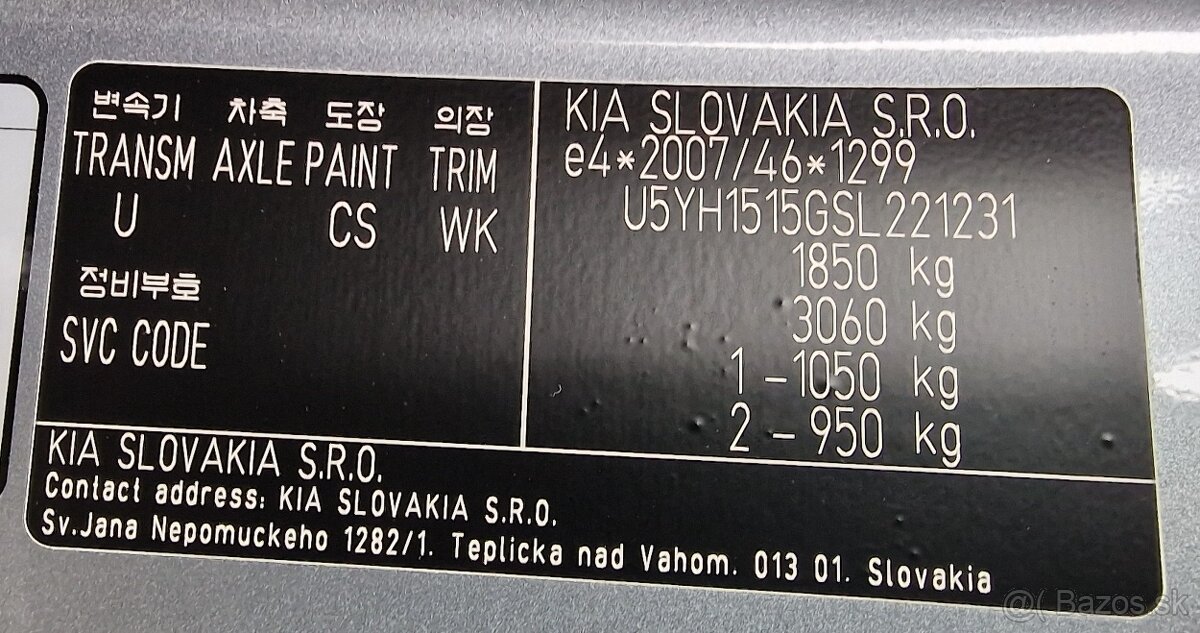 변속기 차축 도장 의장
TRANSM AXLE PAINT TRIM
U CS WK
정비부호
SVC CODE
KIA SLOVAKIA S.R.O.
e4*2007/46*1299
U5YH1515GSL221231
1850 kg
3060 kg
1 - 1050 kg
2 - 950 kg
KIA SLOVAKIA S.R.O.
Contact address: KIA SLOVAKIA S.R.O.
Sv.Jana Nepomuckeho 1282/1. Teplicka nad Vahom. 013 01. Slovakia
@( Bazos.sk